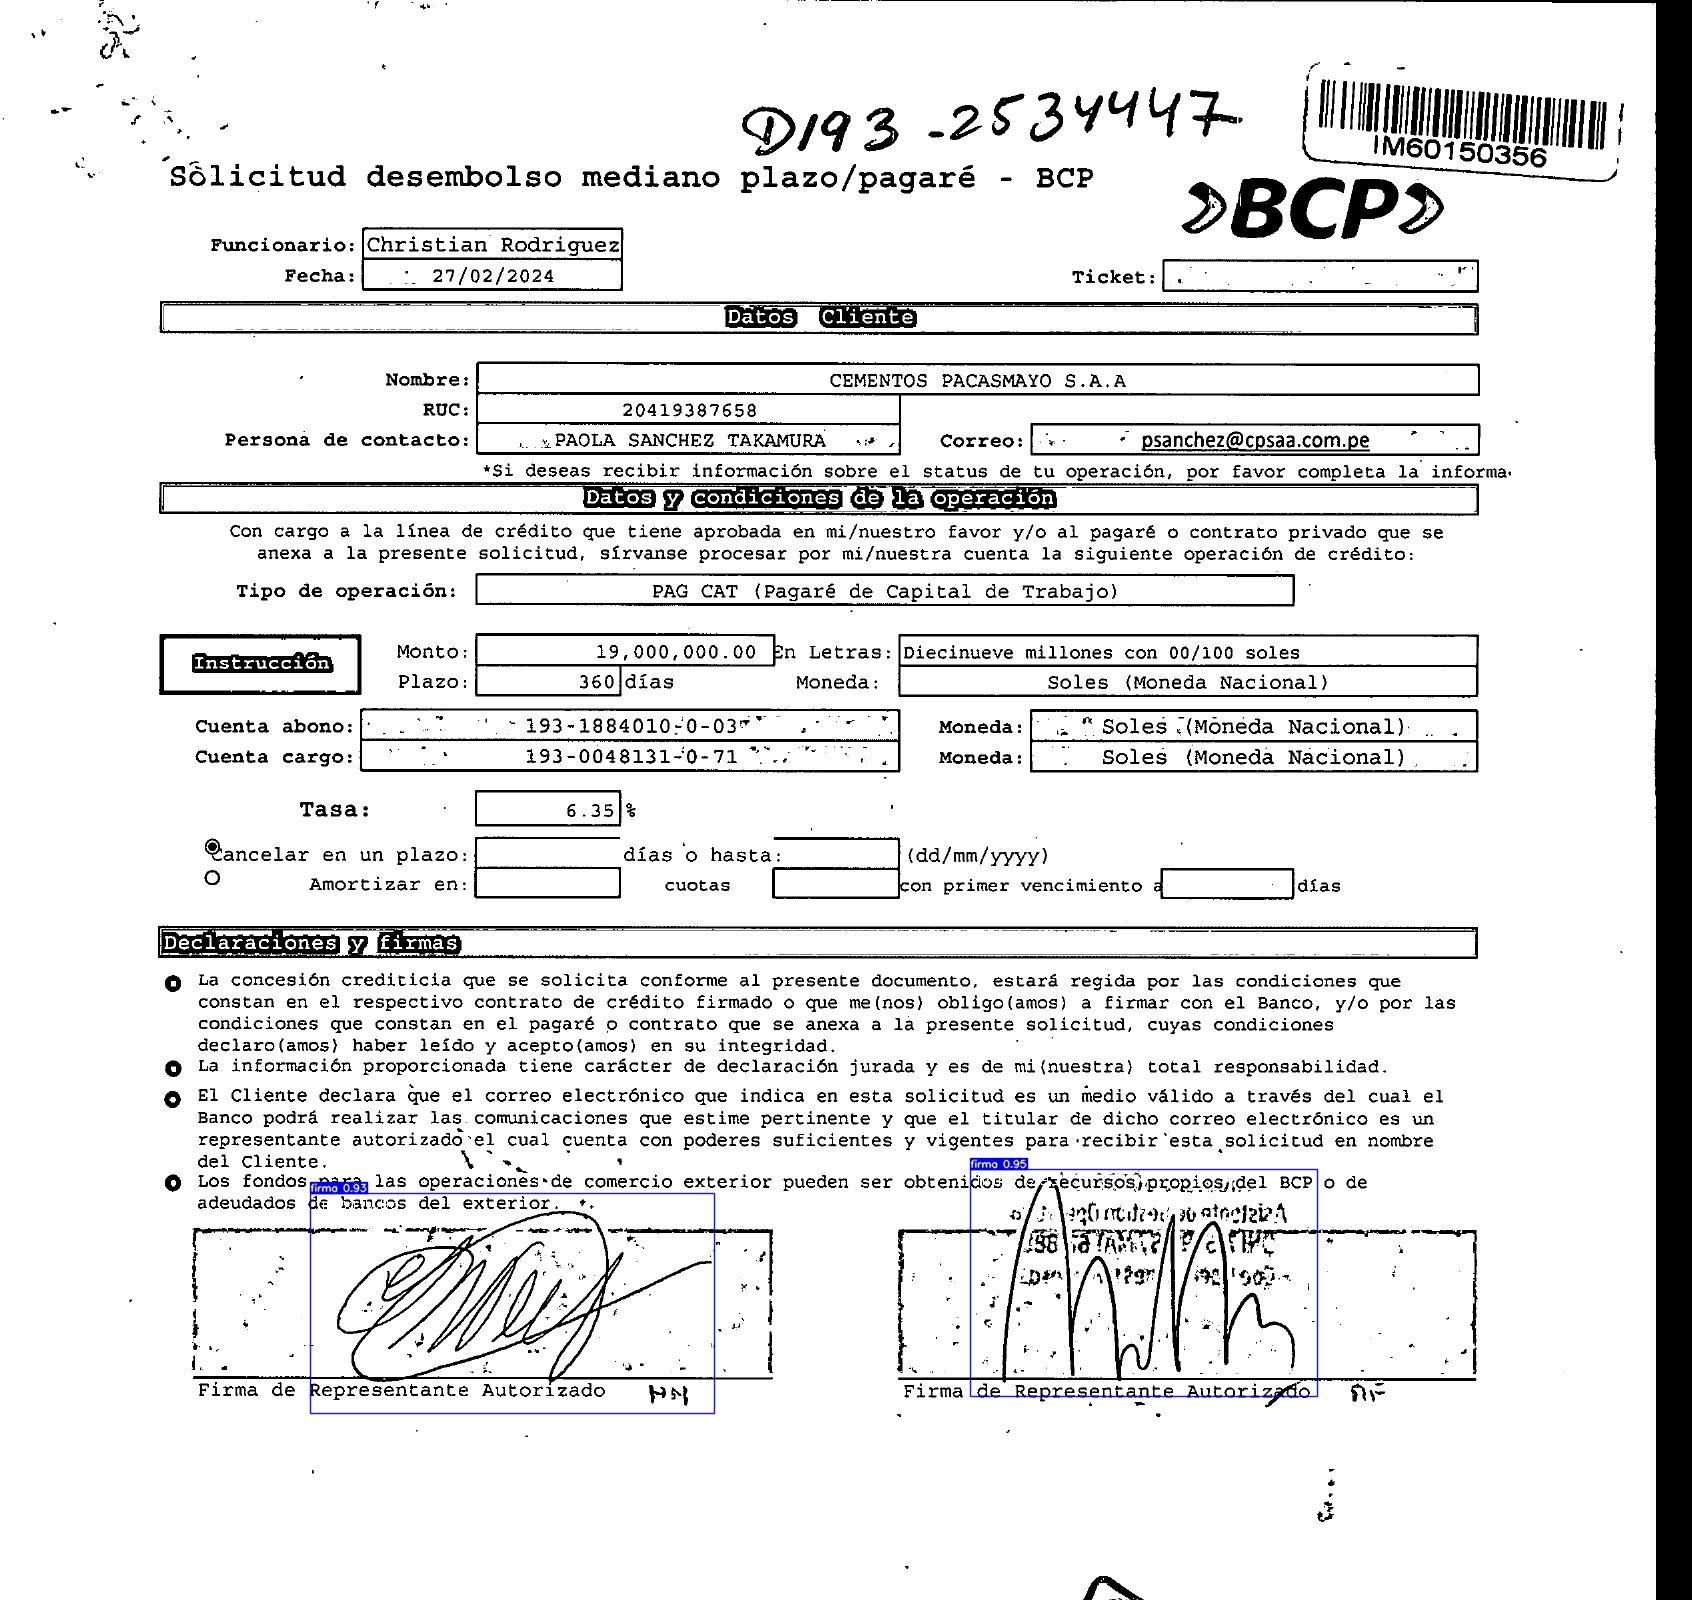 D193-2534447
IM60150356
Solicitud desembolso mediano plazo/pagaré - BCP
BCP
Funcionario: Christian Rodriguez
Fecha: 27/02/2024
Ticket:
Datos Cliente
Nombre: CEMENTOS PACASMAYO S.A.A
RUC: 20419387658
Persona de contacto: PAOLA SANCHEZ TAKAMURA Correo: psanchez@cpsaa.com.pe
*Si deseas recibir información sobre el status de tu operación, por favor completa la informa
Datos y condiciones de la operación
Con cargo a la línea de crédito que tiene aprobada en mi/nuestro favor y/o al pagaré o contrato privado que se
anexa a la presente solicitud, sírvanse procesar por mi/nuestra cuenta la siguiente operación de crédito:
Tipo de operación: PAG CAT (Pagaré de Capital de Trabajo)
Instrucción
Monto: 19,000,000.00 En Letras: Diecinueve millones con 00/100 soles
Plazo: 360 días Moneda: Soles (Moneda Nacional)
Cuenta abono: 193-1884010-0-03 Moneda: Soles (Moneda Nacional)
Cuenta cargo: 193-0048131-0-71 Moneda: Soles (Moneda Nacional)
Tasa: 6.35 %
Cancelar en un plazo: días o hasta: (dd/mm/yyyy)
Amortizar en: cuotas con primer vencimiento a días
Declaraciones y firmas
La concesión crediticia que se solicita conforme al presente documento, estará regida por las condiciones que
constan en el respectivo contrato de crédito firmado o que me(nos) obligo(amos) a firmar con el Banco, y/o por las
condiciones que constan en el pagaré o contrato que se anexa a la presente solicitud, cuyas condiciones
declaro(amos) haber leído y acepto(amos) en su integridad.
La información proporcionada tiene carácter de declaración jurada y es de mi(nuestra) total responsabilidad.
El Cliente declara que el correo electrónico que indica en esta solicitud es un medio válido a través del cual el
Banco podrá realizar las comunicaciones que estime pertinente y que el titular de dicho correo electrónico es un
representante autorizado el cual cuenta con poderes suficientes y vigentes para recibir esta solicitud en nombre
del Cliente.
firma 0.95
Los fondos para las operaciones de comercio exterior pueden ser obtenidos de recursos propios del BCP o de
firma 0.93
adeudados de bancos del exterior.
Firma de Representante Autorizado
Firma de Representante Autorizado